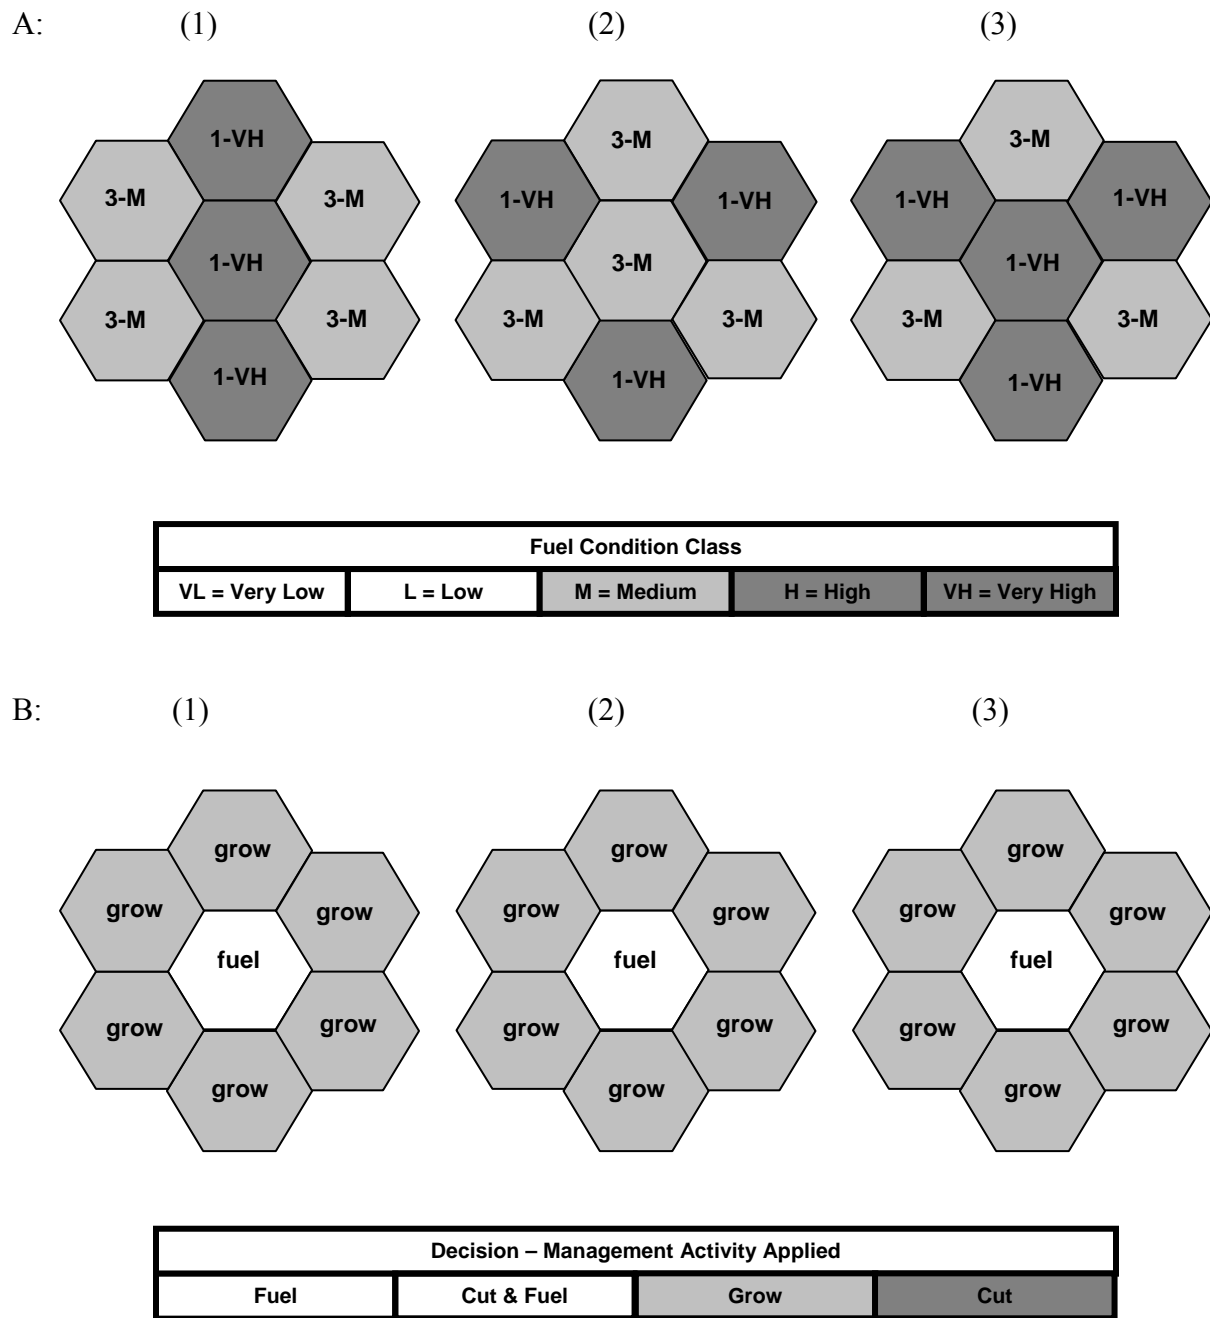 A: (1) (2) (3)
1-VH 3-M 3-M
3-M 3-M 1-VH 1-VH 1-VH 1-VH
1-VH 3-M 1-VH
3-M 3-M 3-M 3-M 3-M 3-M
1-VH 1-VH 1-VH
Fuel Condition Class
VL = Very Low L = Low M = Medium H = High VH = Very High
B: (1) (2) (3)
grow grow grow
grow grow grow grow grow grow
fuel fuel fuel
grow grow grow grow grow grow
grow grow grow
Decision – Management Activity Applied
Fuel Cut & Fuel Grow Cut